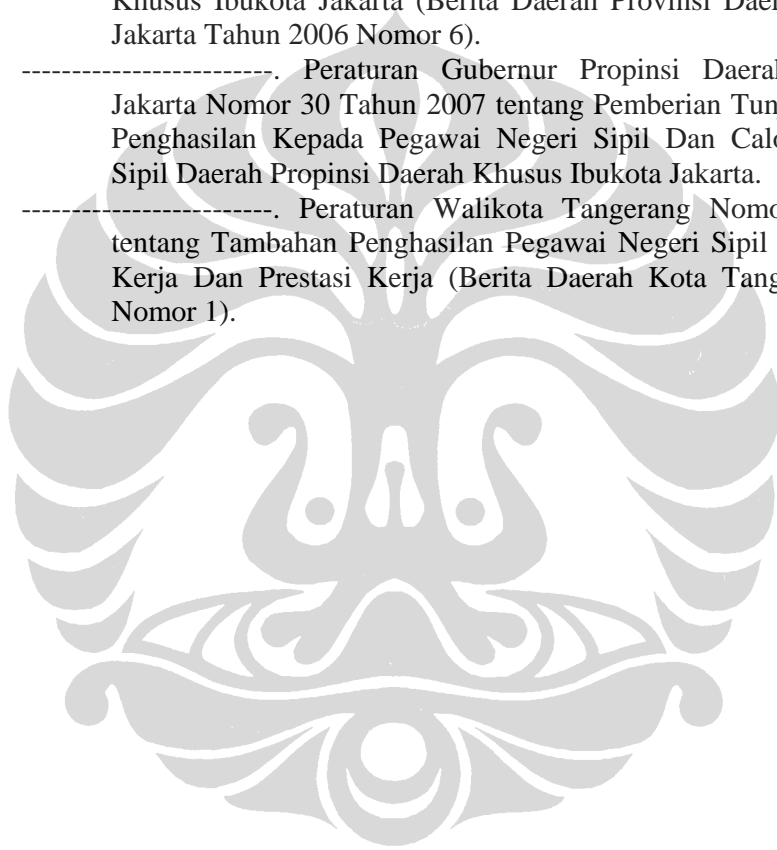 Khusus Ibukota Jakarta (Berita Daerah Provinsi Daer
Jakarta Tahun 2006 Nomor 6).
-------------------------. Peraturan Gubernur Propinsi Daerah
Jakarta Nomor 30 Tahun 2007 tentang Pemberian Tun
Penghasilan Kepada Pegawai Negeri Sipil Dan Calo
Sipil Daerah Propinsi Daerah Khusus Ibukota Jakarta.
-------------------------. Peraturan Walikota Tangerang Nomo
tentang Tambahan Penghasilan Pegawai Negeri Sipil
Kerja Dan Prestasi Kerja (Berita Daerah Kota Tang
Nomor 1).